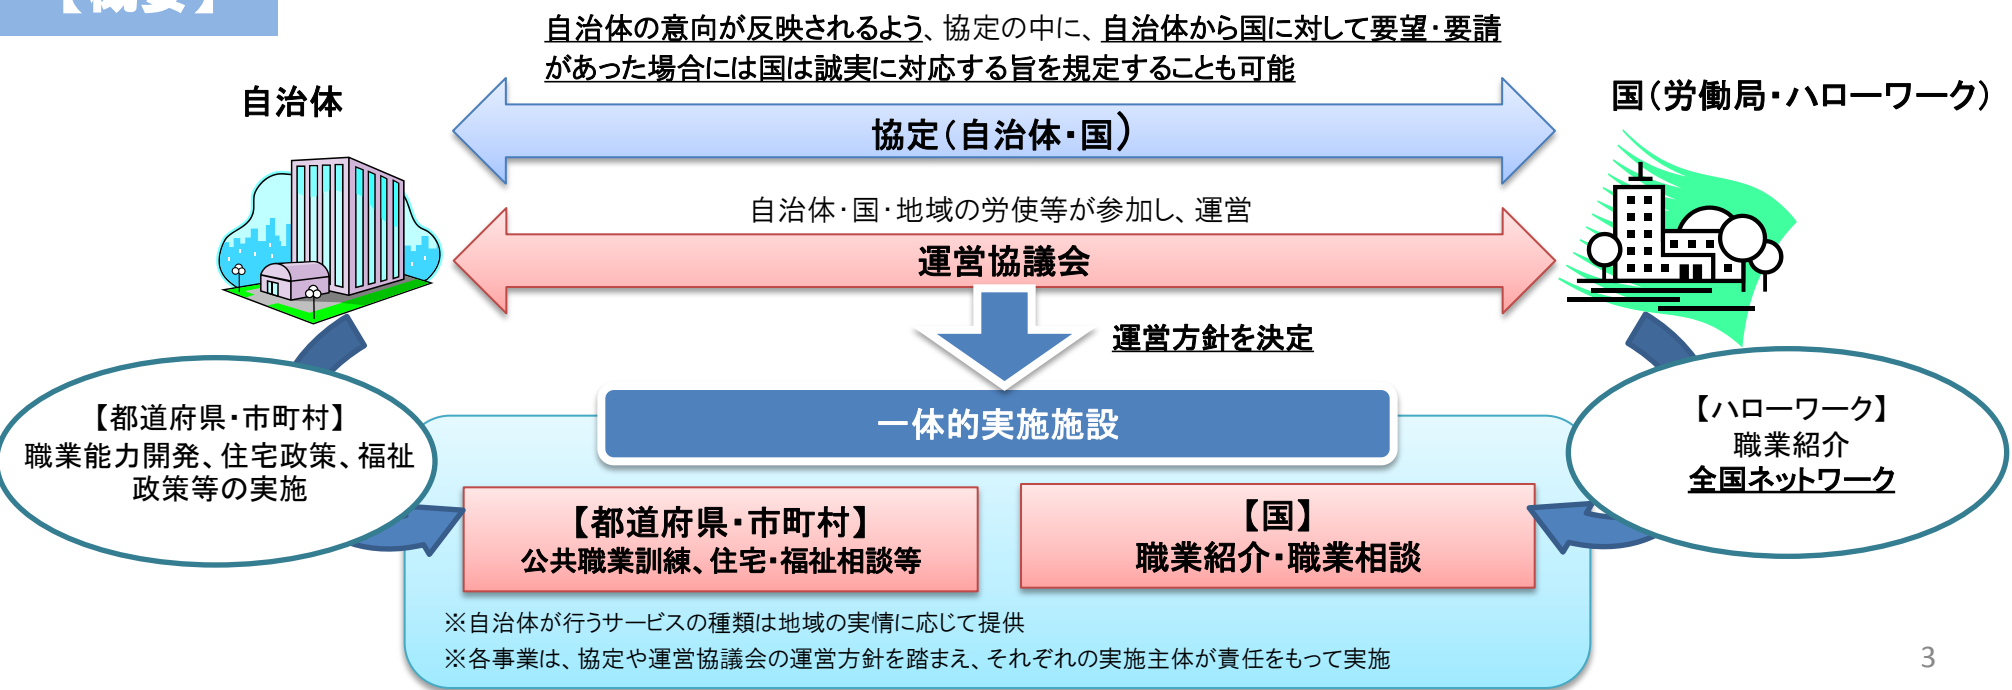 【概要】
自治体の意向が反映されるよう、協定の中に、自治体から国に対して要望・要請
があった場合には国は誠実に対応する旨を規定することも可能
自治体
国(労働局・ハローワーク)
協定(自治体・国)
自治体・国・地域の労使等が参加し、運営
運営協議会
運営方針を決定
【都道府県・市町村】
職業能力開発、住宅政策、福祉
政策等の実施
一体的実施施設
【ハローワーク】
職業紹介
全国ネットワーク
【都道府県・市町村】
公共職業訓練、住宅・福祉相談等
【国】
職業紹介・職業相談
※自治体が行うサービスの種類は地域の実情に応じて提供
※各事業は、協定や運営協議会の運営方針を踏まえ、それぞれの実施主体が責任をもって実施
3